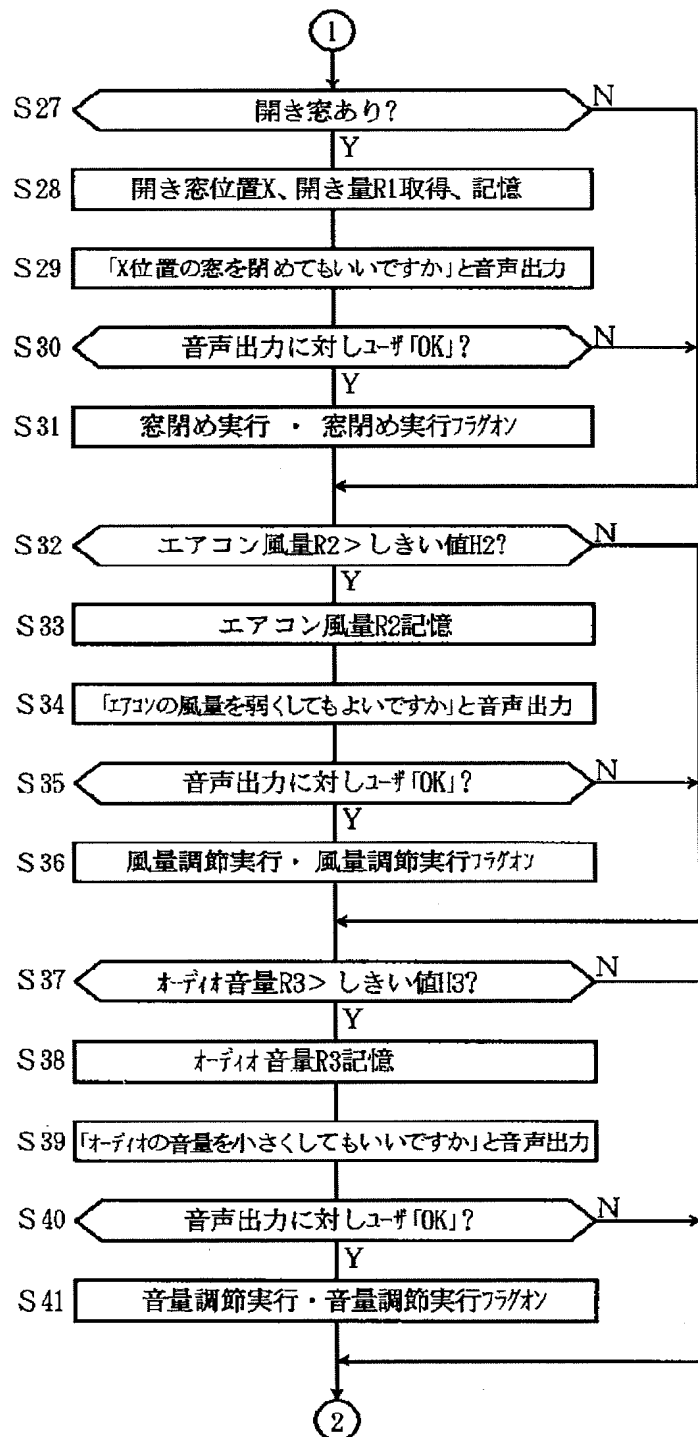 1
S27 開き窓あり? N
Y
S28 開き窓位置X、開き量R1取得、記憶
S29 「X位置の窓を閉めてもいいですか」と音声出力
S30 音声出力に対しユーザ「OK」? N
Y
S31 窓閉め実行 ・ 窓閉め実行フラグオン
S32 エアコン風量R2>しきい値H2? N
Y
S33 エアコン風量R2記憶
S34 「エアコンの風量を弱くしてもよいですか」と音声出力
S35 音声出力に対しユーザ「OK」? N
Y
S36 風量調節実行・風量調節実行フラグオン
S37 オーディオ音量R3>しきい値H3? N
Y
S38 オーディオ音量R3記憶
S39 「オーディオの音量を小さくしてもいいですか」と音声出力
S40 音声出力に対しユーザ「OK」? N
Y
S41 音量調節実行・音量調節実行フラグオン
2